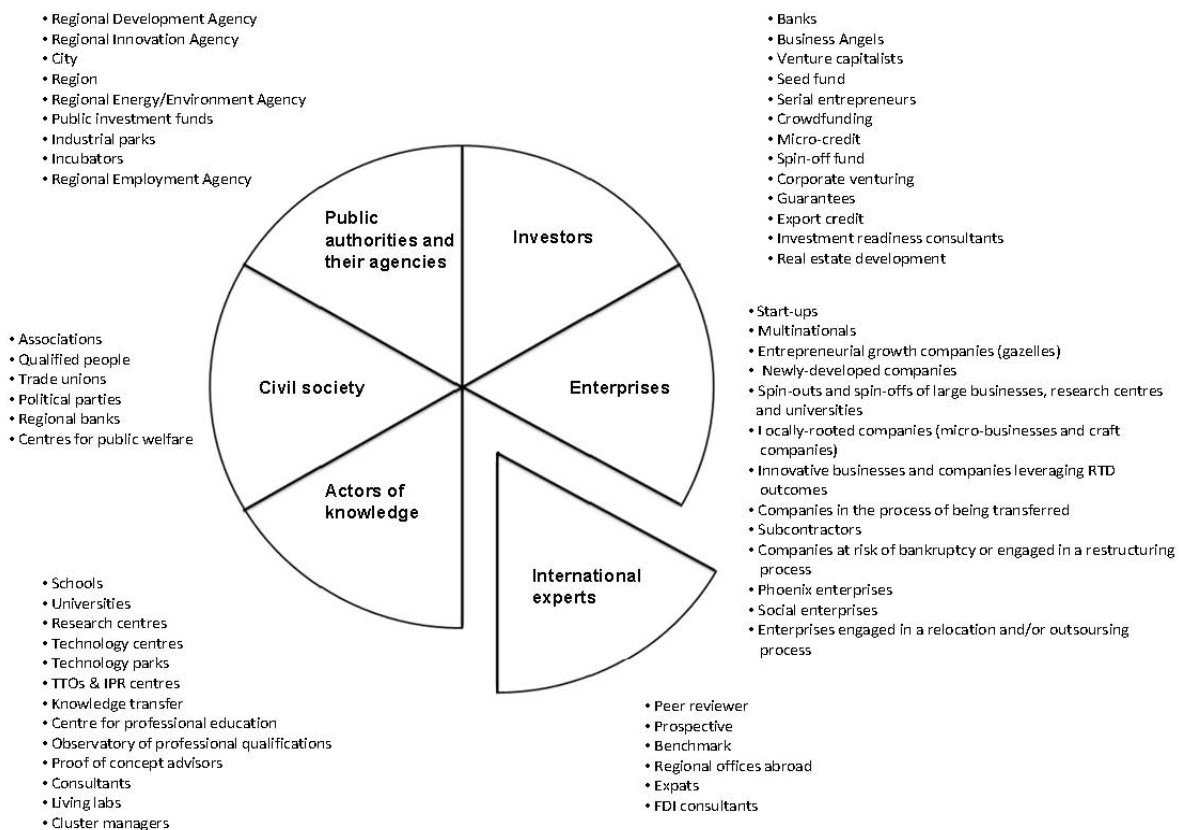 • Regional Development Agency
• Regional Innovation Agency
• City
• Region
• Regional Energy/Environment Agency
• Public investment funds
• Industrial parks
• Incubators
• Regional Employment Agency
• Banks
• Business Angels
• Venture capitalists
• Seed fund
• Serial entrepreneurs
• Crowdfunding
• Micro-credit
• Spin-off fund
• Corporate venturing
• Guarantees
• Export credit
• Investment readiness consultants
• Real estate development
Public
authorities and
their agencies
Investors
• Associations
• Qualified people
• Trade unions
• Political parties
• Regional banks
• Centres for public welfare
Civil society
Enterprises
• Start-ups
• Multinationals
• Entrepreneurial growth companies (gazelles)
• Newly-developed companies
• Spin-outs and spin-offs of large businesses, research centres
and universities
• Locally-rooted companies (micro-businesses and craft
companies)
• Innovative businesses and companies leveraging RTD
outcomes
• Companies in the process of being transferred
• Subcontractors
• Companies at risk of bankruptcy or engaged in a restructuring
process
• Phoenix enterprises
• Social enterprises
• Enterprises engaged in a relocation and/or outsoursing
process
Actors of
knowledge
International
experts
• Schools
• Universities
• Research centres
• Technology centres
• Technology parks
• TTOs & IPR centres
• Knowledge transfer
• Centre for professional education
• Observatory of professional qualifications
• Proof of concept advisors
• Consultants
• Living labs
• Cluster managers
• Peer reviewer
• Prospective
• Benchmark
• Regional offices abroad
• Expats
• FDI consultants